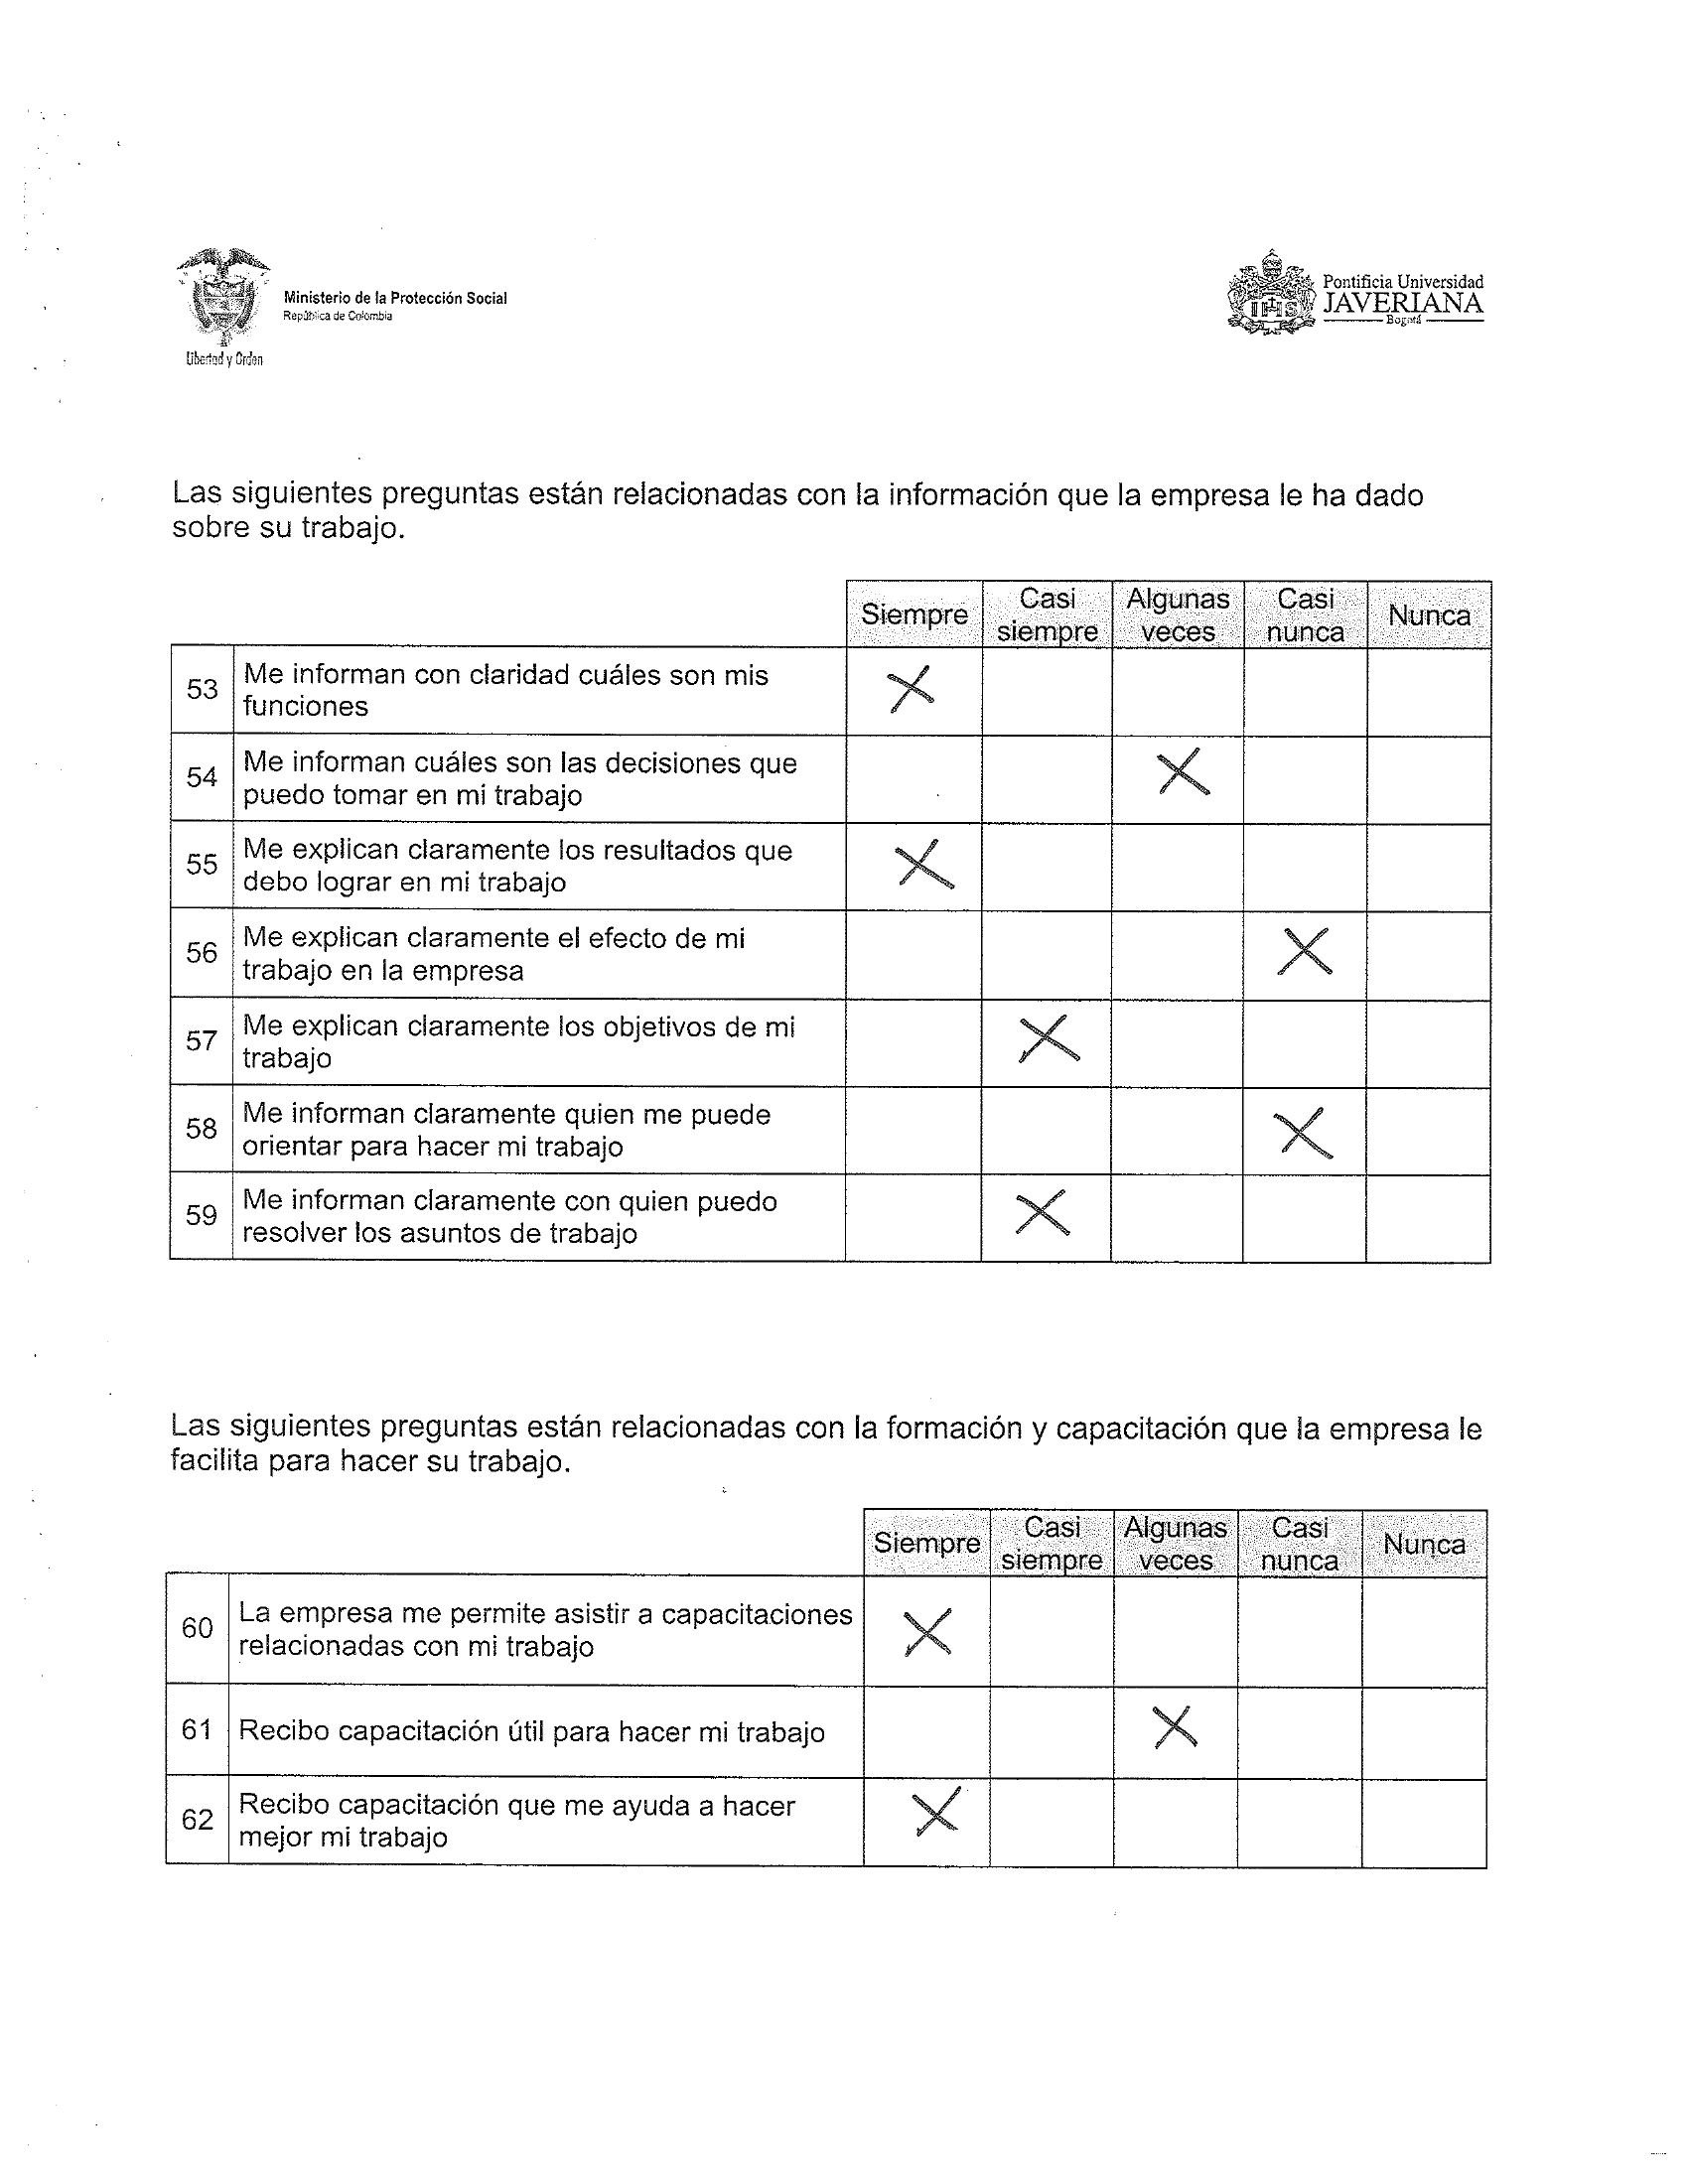 Ministerio de la Protección Social
República de Colombia
Libertad y Orden
Pontificia Universidad
JAVERIANA
Bogotá
Las siguientes preguntas están relacionadas con la información que la empresa le ha dado
sobre su trabajo.
Siempre Casi siempre Algunas veces Casi nunca Nunca
53 Me informan con claridad cuáles son mis
funciones X
54 Me informan cuáles son las decisiones que
puedo tomar en mi trabajo X
55 Me explican claramente los resultados que
debo lograr en mi trabajo X
56 Me explican claramente el efecto de mi
trabajo en la empresa X
57 Me explican claramente los objetivos de mi
trabajo X
58 Me informan claramente quien me puede
orientar para hacer mi trabajo X
59 Me informan claramente con quien puedo
resolver los asuntos de trabajo X
Las siguientes preguntas están relacionadas con la formación y capacitación que la empresa le
facilita para hacer su trabajo.
Siempre Casi siempre Algunas veces Casi nunca Nunca
60 La empresa me permite asistir a capacitaciones
relacionadas con mi trabajo X
61 Recibo capacitación útil para hacer mi trabajo X
62 Recibo capacitación que me ayuda a hacer
mejor mi trabajo X